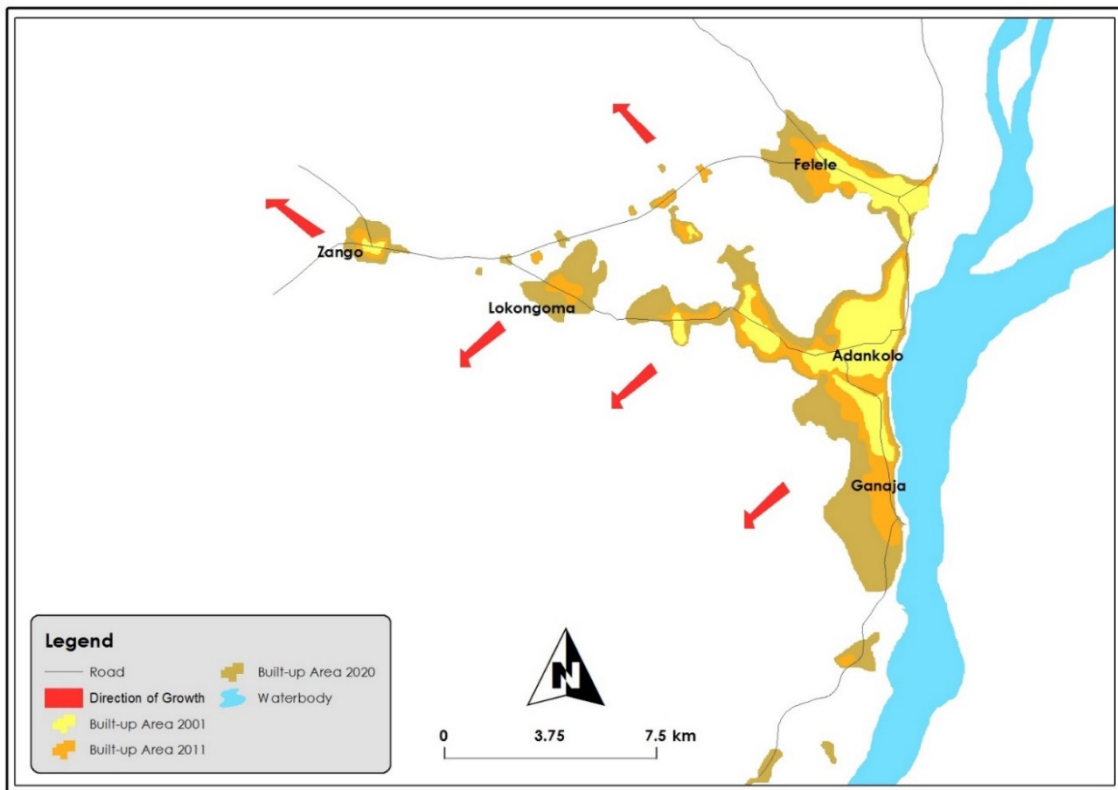 Felele
Zango
Lokongoma
Adankolo
Ganaja
Legend
Road
Direction of Growth
Built-up Area 2001
Built-up Area 2011
Built-up Area 2020
Waterbody
N
0 3.75 7.5 km